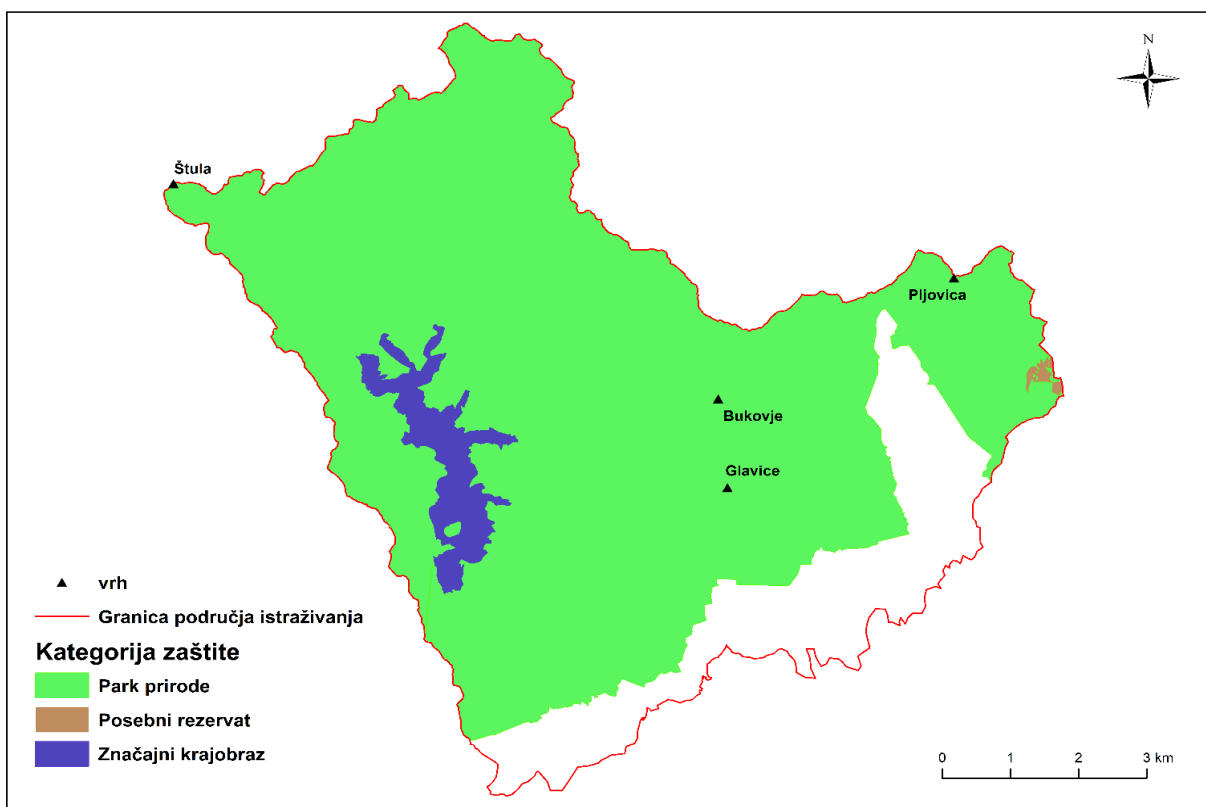 N
Štula
Pljovica
Bukovje
Glavice
vrh
Granica područja istraživanja
Kategorija zaštite
Park prirode
Posebni rezervat
Značajni krajobraz
0 1 2 3 km